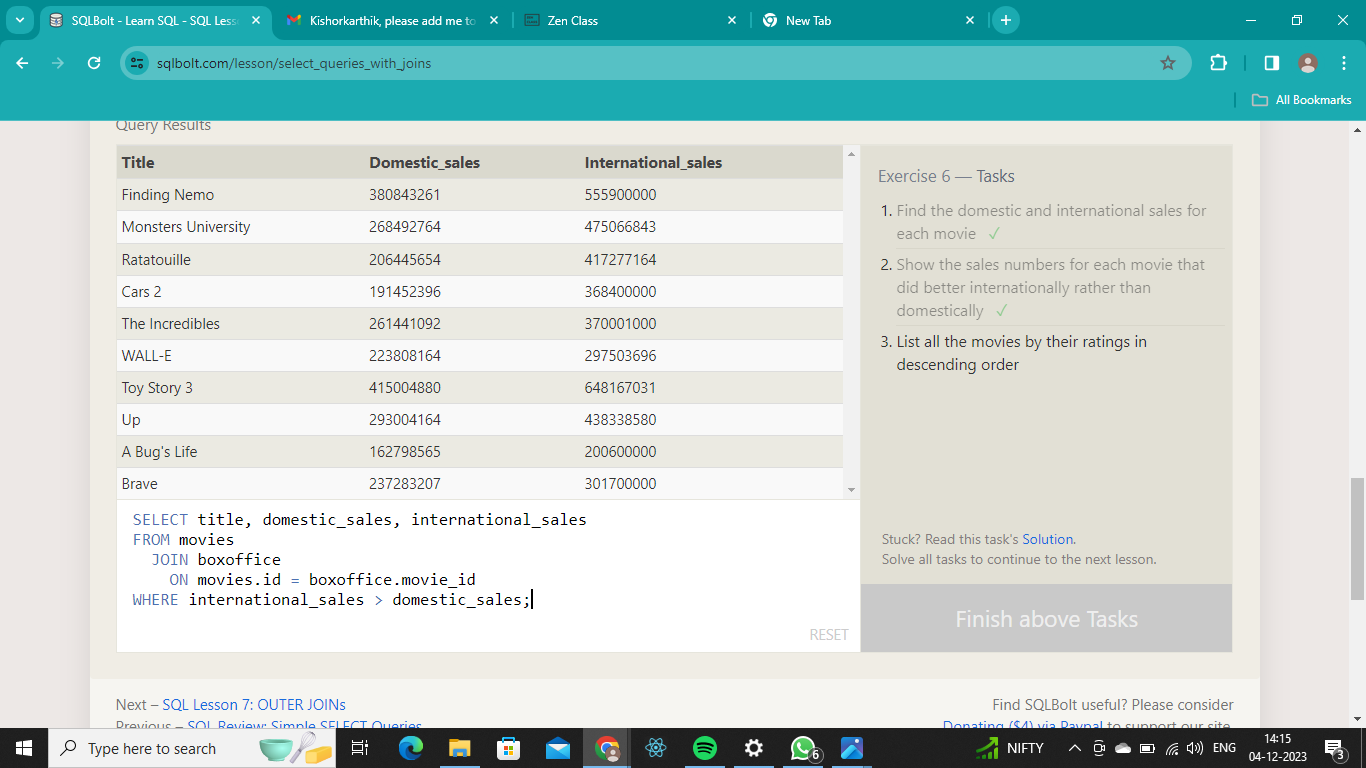 SQLBolt - Learn SQL - SQL Less
Kishorkarthik, please add me to
Zen Class
New Tab
sqlbolt.com/lesson/select_queries_with_joins
All Bookmarks
Query Results
Title Domestic_sales International_sales
Finding Nemo 380843261 555900000
Monsters University 268492764 475066843
Ratatouille 206445654 417277164
Cars 2 191452396 368400000
The Incredibles 261441092 370001000
WALL-E 223808164 297503696
Toy Story 3 415004880 648167031
Up 293004164 438338580
A Bug's Life 162798565 200600000
Brave 237283207 301700000
SELECT title, domestic_sales, international_sales
FROM movies
JOIN boxoffice
ON movies.id = boxoffice.movie_id
WHERE international_sales > domestic_sales;
RESET
Exercise 6 — Tasks
1. Find the domestic and international sales for
each movie ✓
2. Show the sales numbers for each movie that
did better internationally rather than
domestically ✓
3. List all the movies by their ratings in
descending order
Stuck? Read this task's Solution.
Solve all tasks to continue to the next lesson.
Finish above Tasks
Next – SQL Lesson 7: OUTER JOINs
Previous – SQL Review: Simple SELECT Queries
Find SQLBolt useful? Please consider
Donating ($4) via Paypal to support our site.
Type here to search
6
NIFTY
ENG
14:15
04-12-2023
3